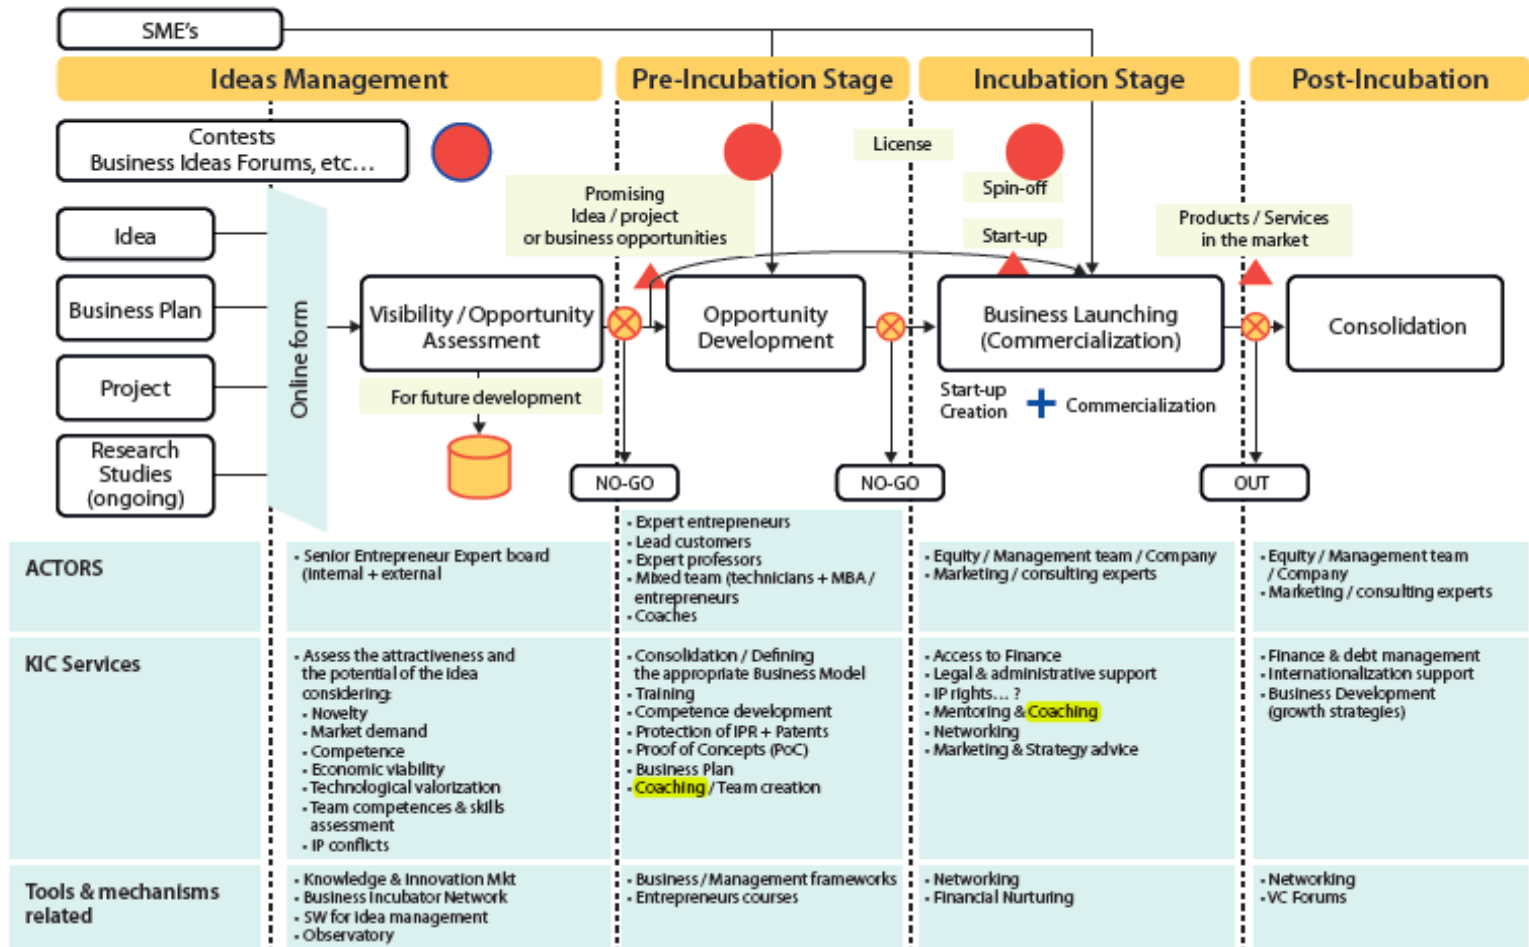 SME's
Ideas Management
Pre-Incubation Stage
Incubation Stage
Post-Incubation
Contests
Business Ideas Forums, etc...
License
Promising
Idea / project
or business opportunities
Spin-off
Start-up
Products / Services
in the market
Idea
Business Plan
Project
Research
Studies
(ongoing)
Online form
Visibility / Opportunity
Assessment
For future development
Opportunity
Development
Business Launching
(Commercialization)
Start-up
Creation
Commercialization
Consolidation
NO-GO
NO-GO
OUT
ACTORS
• Senior Entrepreneur Expert board
(internal + external
• Expert entrepreneurs
• Lead customers
• Expert professors
• Mixed team (technicians + MBA /
entrepreneurs
• Coaches
• Equity / Management team / Company
• Marketing / consulting experts
• Equity / Management team
/ Company
• Marketing / consulting experts
KIC Services
• Assess the attractiveness and
the potential of the idea
considering:
• Novelty
• Market demand
• Competence
• Economic viability
• Technological valorization
• Team competences & skills
assessment
• IP conflicts
• Consolidation / Defining
the appropriate Business Model
• Training
• Competence development
• Protection of IPR + Patents
• Proof of Concepts (PoC)
• Business Plan
• Coaching / Team creation
• Access to Finance
• Legal & administrative support
• IP rights... ?
• Mentoring & Coaching
• Networking
• Marketing & Strategy advice
• Finance & debt management
• Internationalization support
• Business Development
(growth strategies)
Tools & mechanisms
related
• Knowledge & Innovation Mkt
• Business Incubator Network
• SW for idea management
• Observatory
• Business / Management frameworks
• Entrepreneurs courses
• Networking
• Financial Nurturing
• Networking
• VC Forums